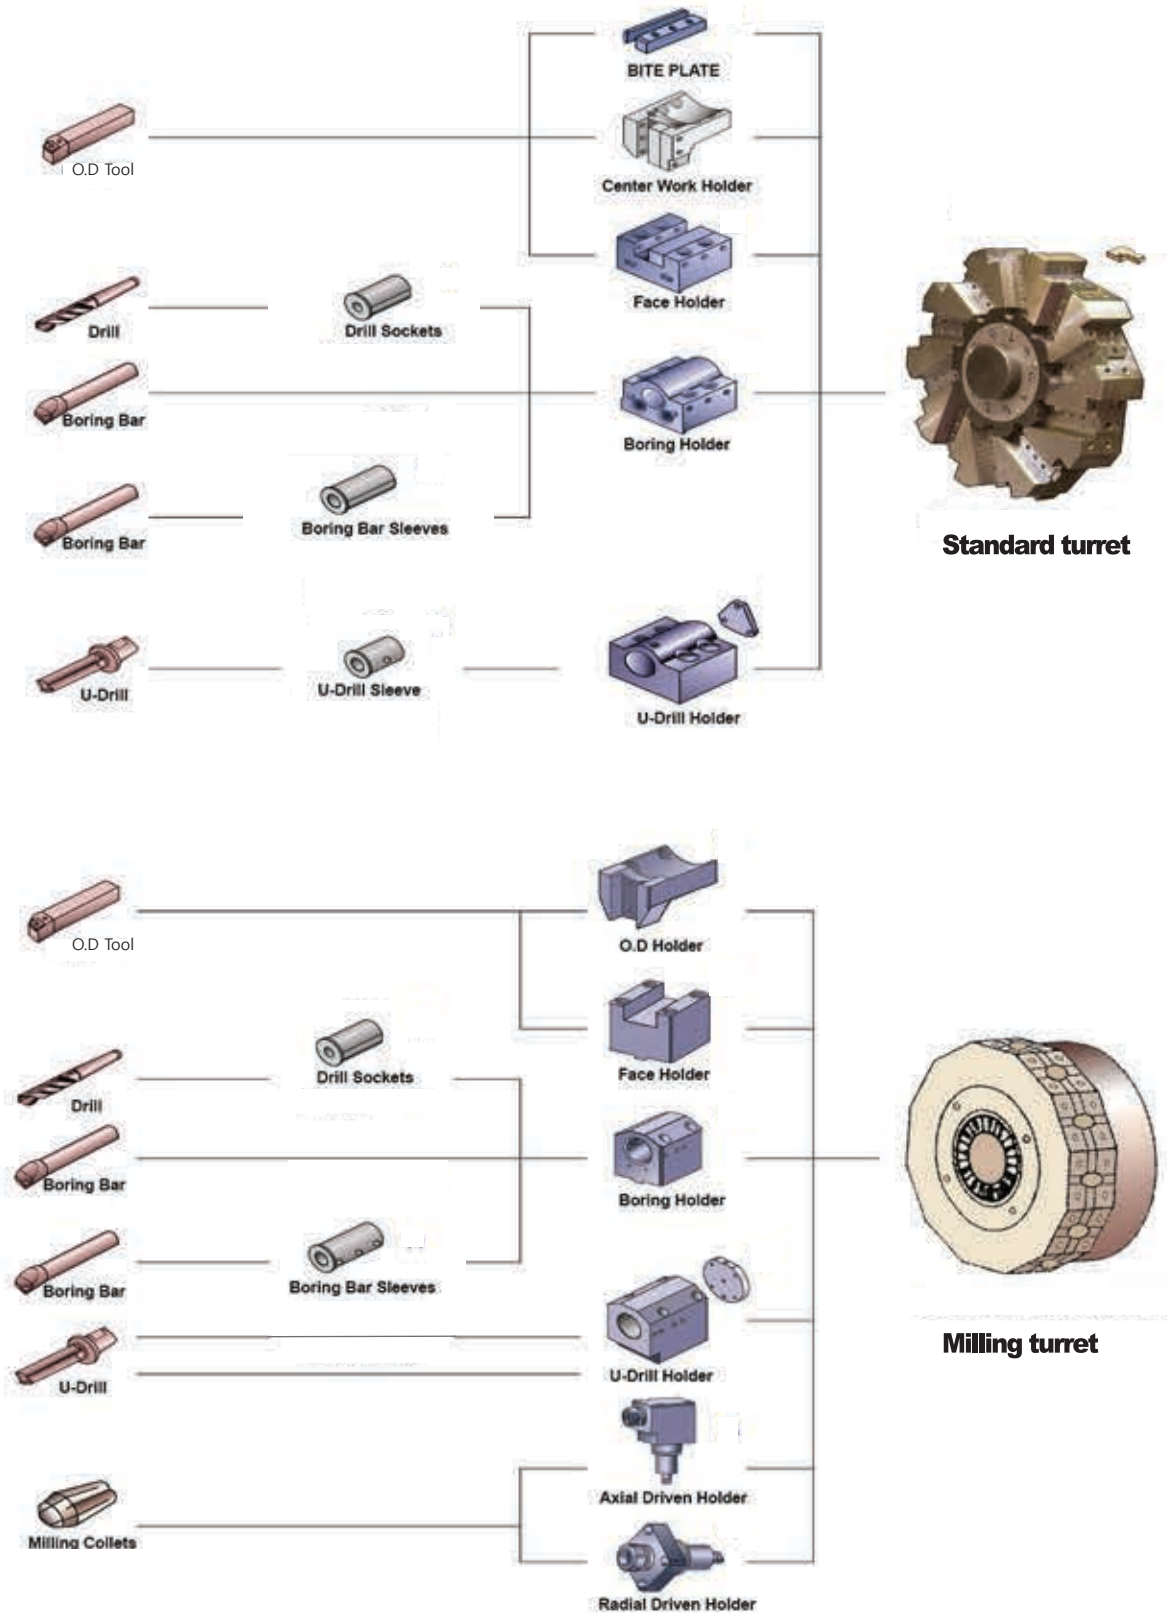 BITE PLATE
O.D Tool
Center Work Holder
Face Holder
Drill
Drill Sockets
Boring Bar
Boring Holder
Boring Bar
Boring Bar Sleeves
Standard turret
U-Drill
U-Drill Sleeve
U-Drill Holder
O.D Tool
O.D Holder
Face Holder
Drill
Drill Sockets
Boring Bar
Boring Holder
Boring Bar
Boring Bar Sleeves
Milling turret
U-Drill
U-Drill Holder
Axial Driven Holder
Milling Collets
Radial Driven Holder